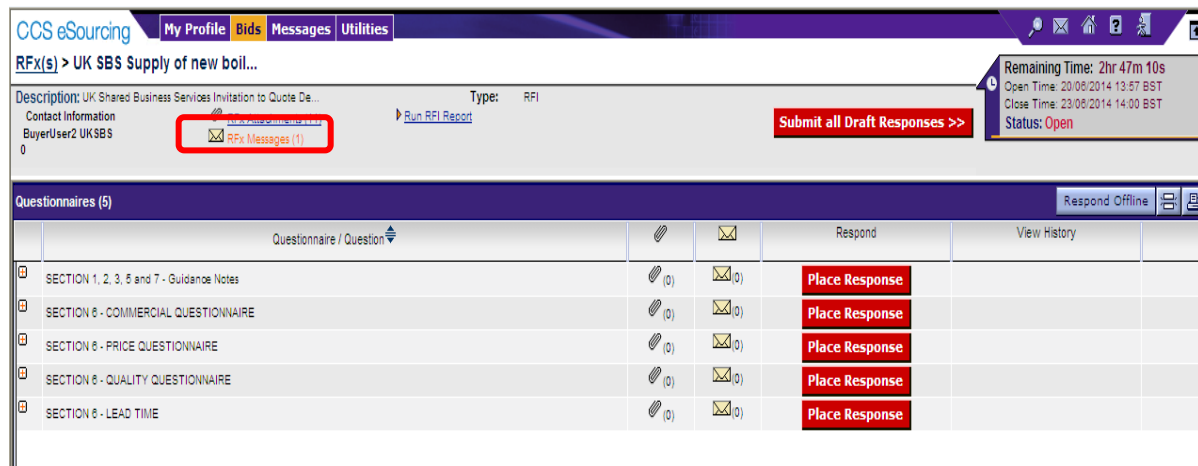 CCS eSourcing My Profile Bids Messages Utilities
RFx(s) > UK SBS Supply of new boil...
Remaining Time: 2hr 47m 10s
Open Time: 20/06/2014 13:57 BST
Close Time: 23/06/2014 14:00 BST
Status: Open
Description: UK Shared Business Services Invitation to Quote De... Type: RFI
Contact Information RFx Attachments Run RFI Report
BuyerUser2 UKSBS RFx Messages (1) Submit all Draft Responses >>
0
Questionnaires (5) Respond Offline
Questionnaire / Question Respond View History
SECTION 1, 2, 3, 5 and 7 - Guidance Notes (0) (0) Place Response
SECTION 6 - COMMERCIAL QUESTIONNAIRE (0) (0) Place Response
SECTION 6 - PRICE QUESTIONNAIRE (0) (0) Place Response
SECTION 6 - QUALITY QUESTIONNAIRE (0) (0) Place Response
SECTION 6 - LEAD TIME (0) (0) Place Response